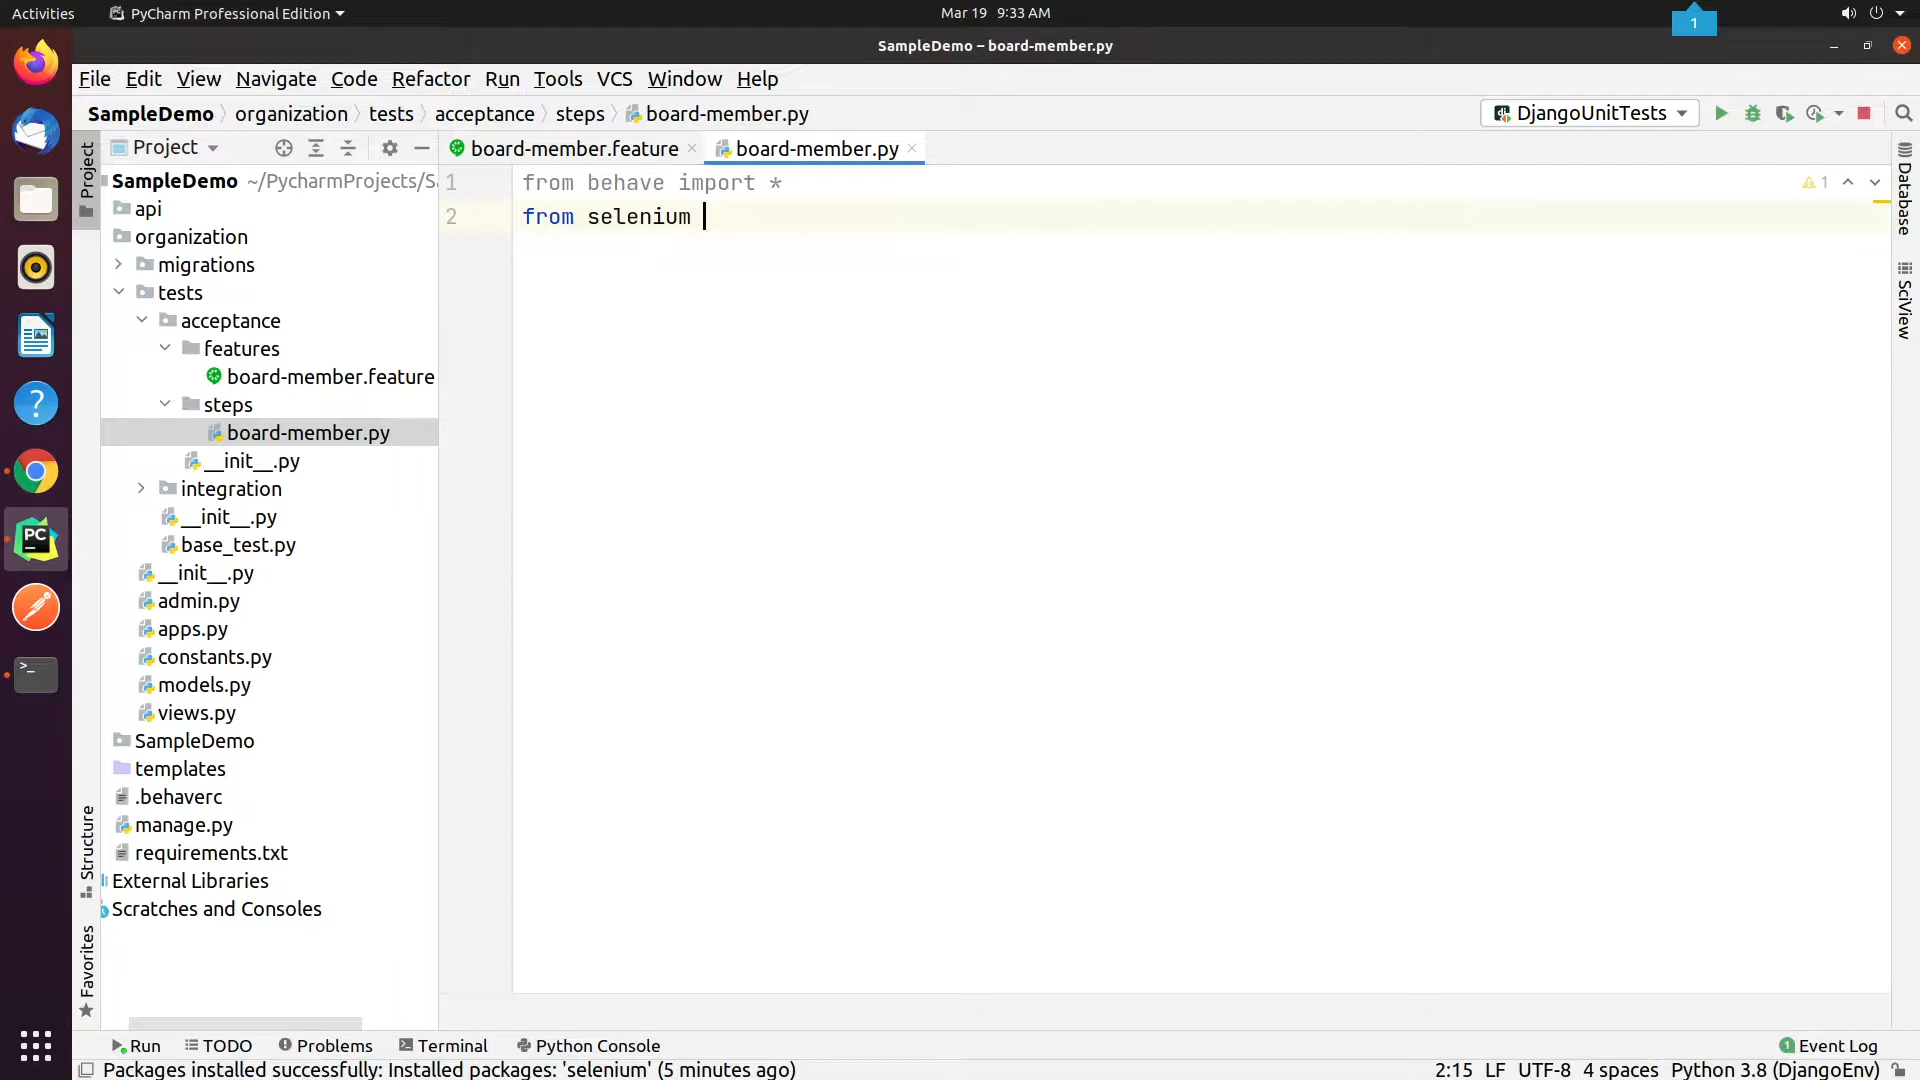 Activities
PyCharm Professional Edition
Mar 19 9:33 AM
1
SampleDemo – board-member.py
File Edit View Navigate Code Refactor Run Tools VCS Window Help
SampleDemo organization tests acceptance steps board-member.py
DjangoUnitTests
Project
Project
board-member.feature
board-member.py
SampleDemo ~/PycharmProjects/S
api
organization
migrations
tests
acceptance
features
board-member.feature
steps
board-member.py
__init__.py
integration
__init__.py
base_test.py
__init__.py
admin.py
apps.py
constants.py
models.py
views.py
SampleDemo
templates
.behaverc
manage.py
requirements.txt
External Libraries
Scratches and Consoles
Structure
Favorites
1 from behave import *
2 from selenium
1
Database
SciView
PC
>_
Run TODO Problems Terminal Python Console
1 Event Log
Packages installed successfully: Installed packages: 'selenium' (5 minutes ago)
2:15 LF UTF-8 4 spaces Python 3.8 (DjangoEnv)